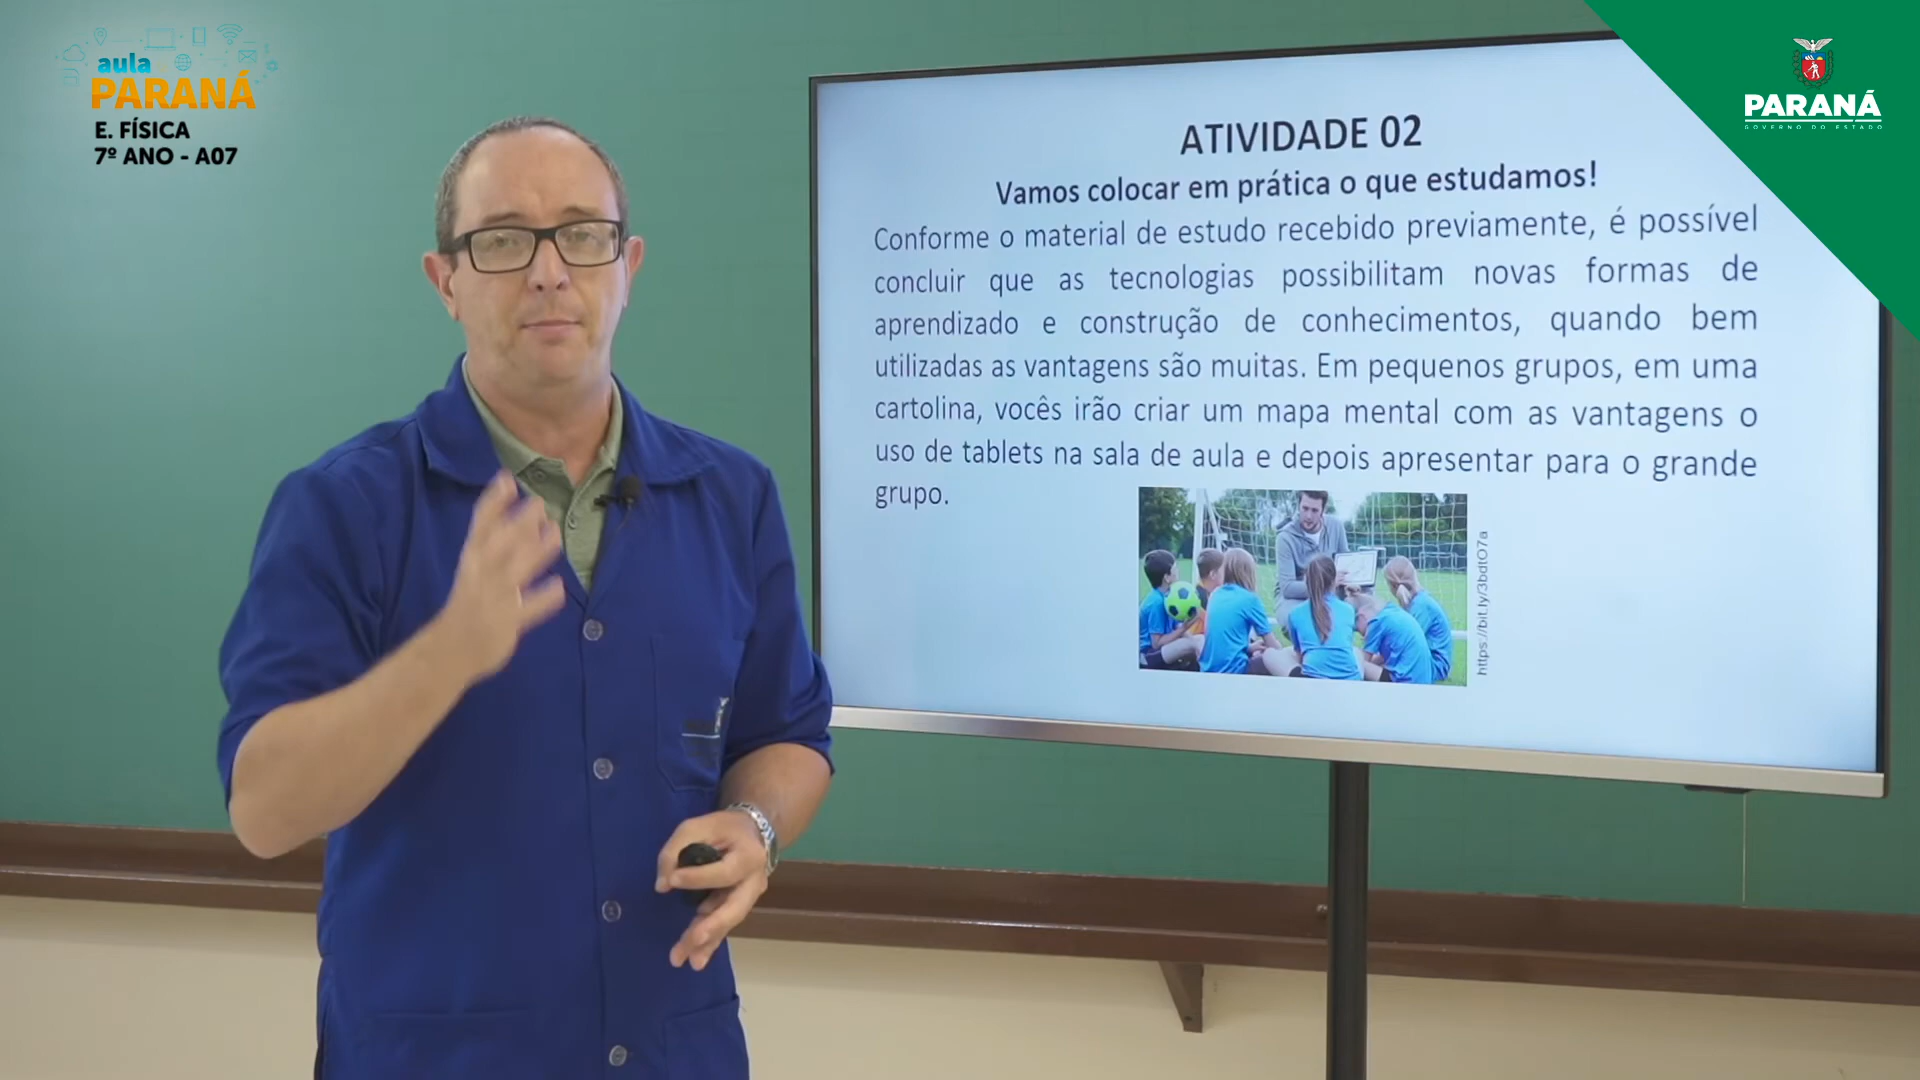 aula
PARANÁ
E. FÍSICA
7º ANO - A07
PARANÁ
GOVERNO DO ESTADO
ATIVIDADE 02
Vamos colocar em prática o que estudamos!
Conforme o material de estudo recebido previamente, é possível
concluir que as tecnologias possibilitam novas formas de
aprendizado e construção de conhecimentos, quando bem
utilizadas as vantagens são muitas. Em pequenos grupos, em uma
cartolina, vocês irão criar um mapa mental com as vantagens o
uso de tablets na sala de aula e depois apresentar para o grande
grupo.
https://bit.ly/3bdtO7a